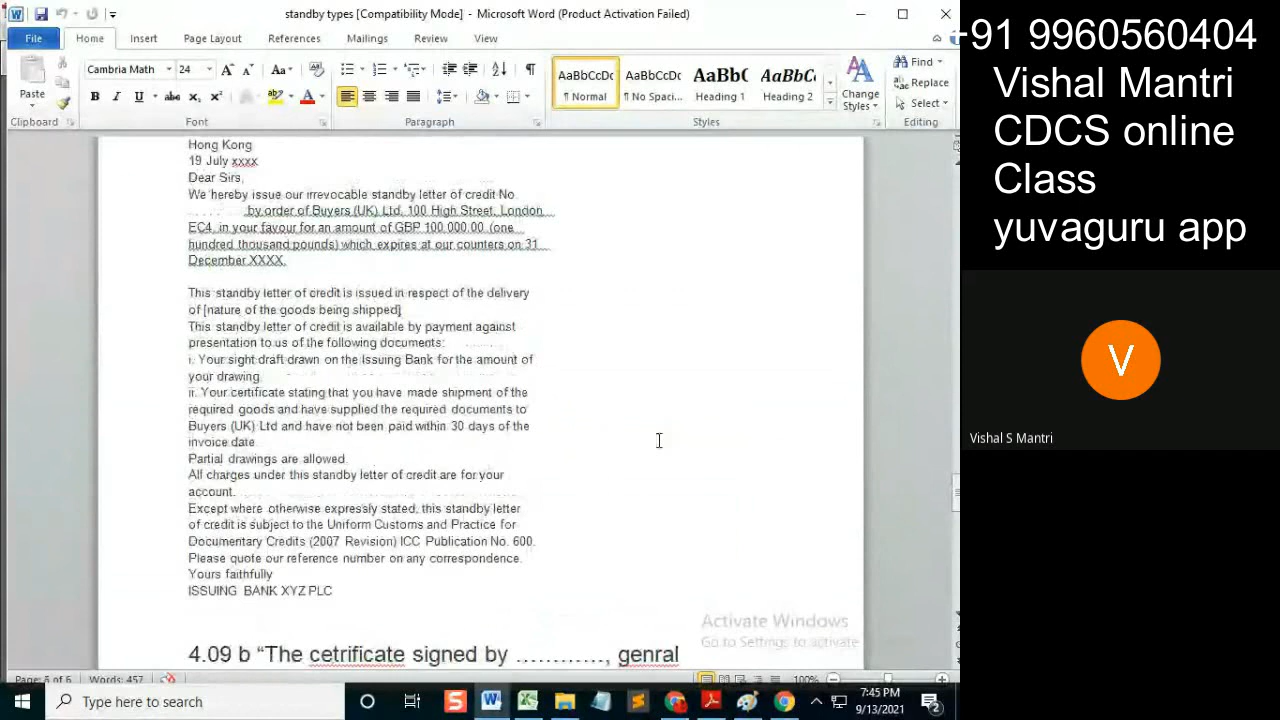 standby types [Compatibility Mode] - Microsoft Word (Product Activation Failed)
File Home Insert Page Layout References Mailings Review View
Cambria Math 24 Find
Replace
Paste AaBbCcDc AaBbCcDc AaBbC AaBbCc Change Select
¶ Normal ¶ No Spaci... Heading 1 Heading 2 Styles
Clipboard Font Paragraph Styles Editing
Hong Kong
19 July xxxx
Dear Sirs,
We hereby issue our irrevocable standby letter of credit No
by order of Buyers (UK) Ltd, 100 High Street, London
EC4, in your favour for an amount of GBP 100,000.00 (one
hundred thousand pounds) which expires at our counters on 31
December XXXX.
This standby letter of credit is issued in respect of the delivery
of [nature of the goods being shipped]
This standby letter of credit is available by payment against
presentation to us of the following documents:
i. Your sight draft drawn on the Issuing Bank for the amount of
your drawing.
ii. Your certificate stating that you have made shipment of the
required goods and have supplied the required documents to
Buyers (UK) Ltd and have not been paid within 30 days of the
invoice date
Partial drawings are allowed.
All charges under this standby letter of credit are for your
account.
Except where otherwise expressly stated, this standby letter
of credit is subject to the Uniform Customs and Practice for
Documentary Credits (2007 Revision) ICC Publication No. 600.
Please quote our reference number on any correspondence.
Yours faithfully
ISSUING BANK XYZ PLC
4.09 b “The cetrificate signed by …………, genral
Activate Windows
Go to Settings to activate
Page: 6 of 6 Words: 457 100%
Type here to search
7:45 PM
9/13/2021
+91 9960560404
Vishal Mantri
CDCS online
Class
yuvaguru app
V
Vishal S Mantri